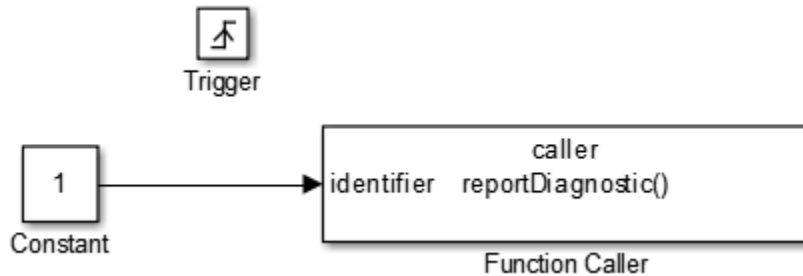 Trigger
caller
1
identifier reportDiagnostic()
Constant
Function Caller